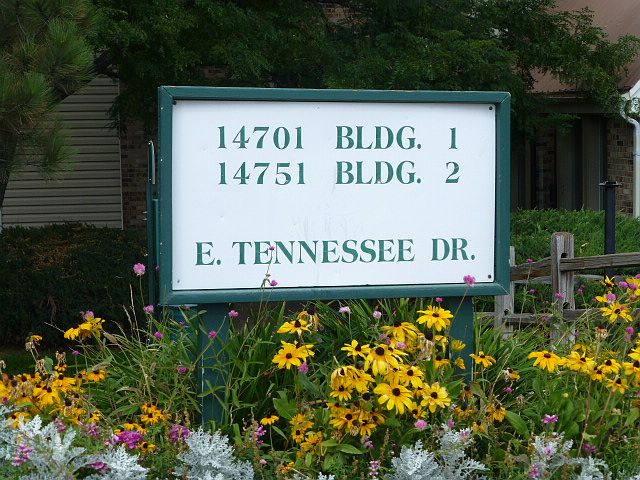 14701 BLDG. 1
14751 BLDG. 2
E. TENNESSEE DR.